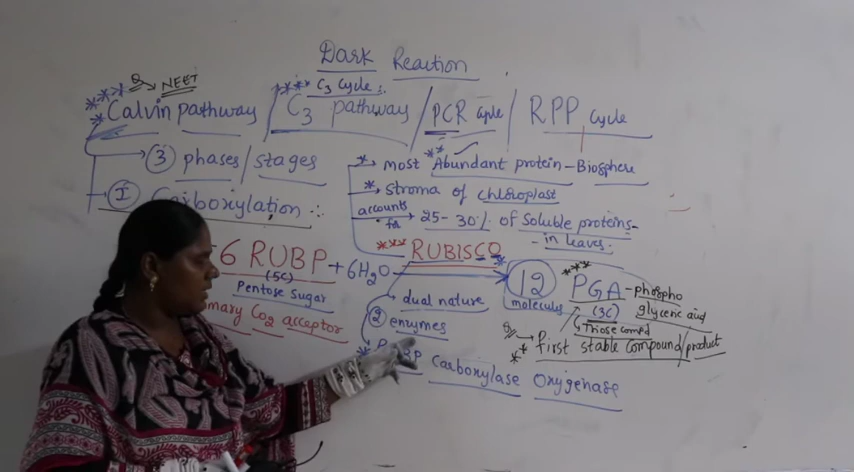 Dark Reaction
Q NEET
*** C3 Cycle :
* Calvin pathway / C3 pathway / PCR Cycle / RPP Cycle
3 phases / stages
I Carboxylation :
* most ** Abundant protein - Biosphere
* stroma of chloroplast
accounts for → 25-30% of Soluble proteins -
- in leaves.
*** RUBISCO *
6 RUBP + 6H2O → 12 PGA - phospho
(5C)
molecules (3C) glyceric acid
Pentose Sugar
Primary CO2 acceptor
dual nature
2 enzymes
Triose compd
Q → First stable compound / product
**
Carboxylase Oxygenase